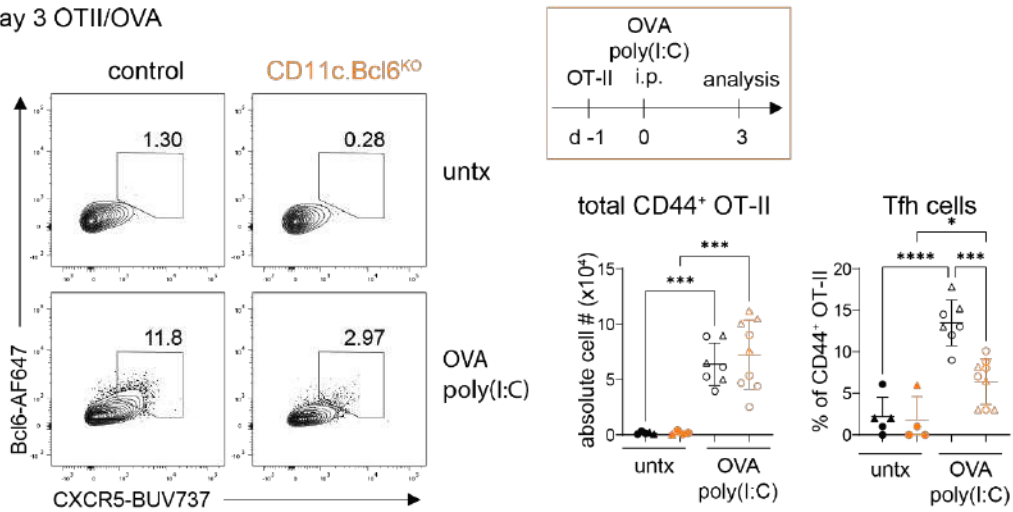 ay 3 OTII/OVA
control
CD11c.Bcl6KO
1.30
0.28
untx
11.8
2.97
OVA
poly(I:C)
Bcl6-AF647
CXCR5-BUV737
OVA
poly(I:C)
OT-II i.p. analysis
d -1 0 3
total CD44+ OT-II
***
***
absolute cell # (x10⁴)
15
10
5
0
untx OVA
poly(I:C)
Tfh cells
*
**** ***
% of CD44+ OT-II
20
15
10
5
0
untx OVA
poly(I:C)